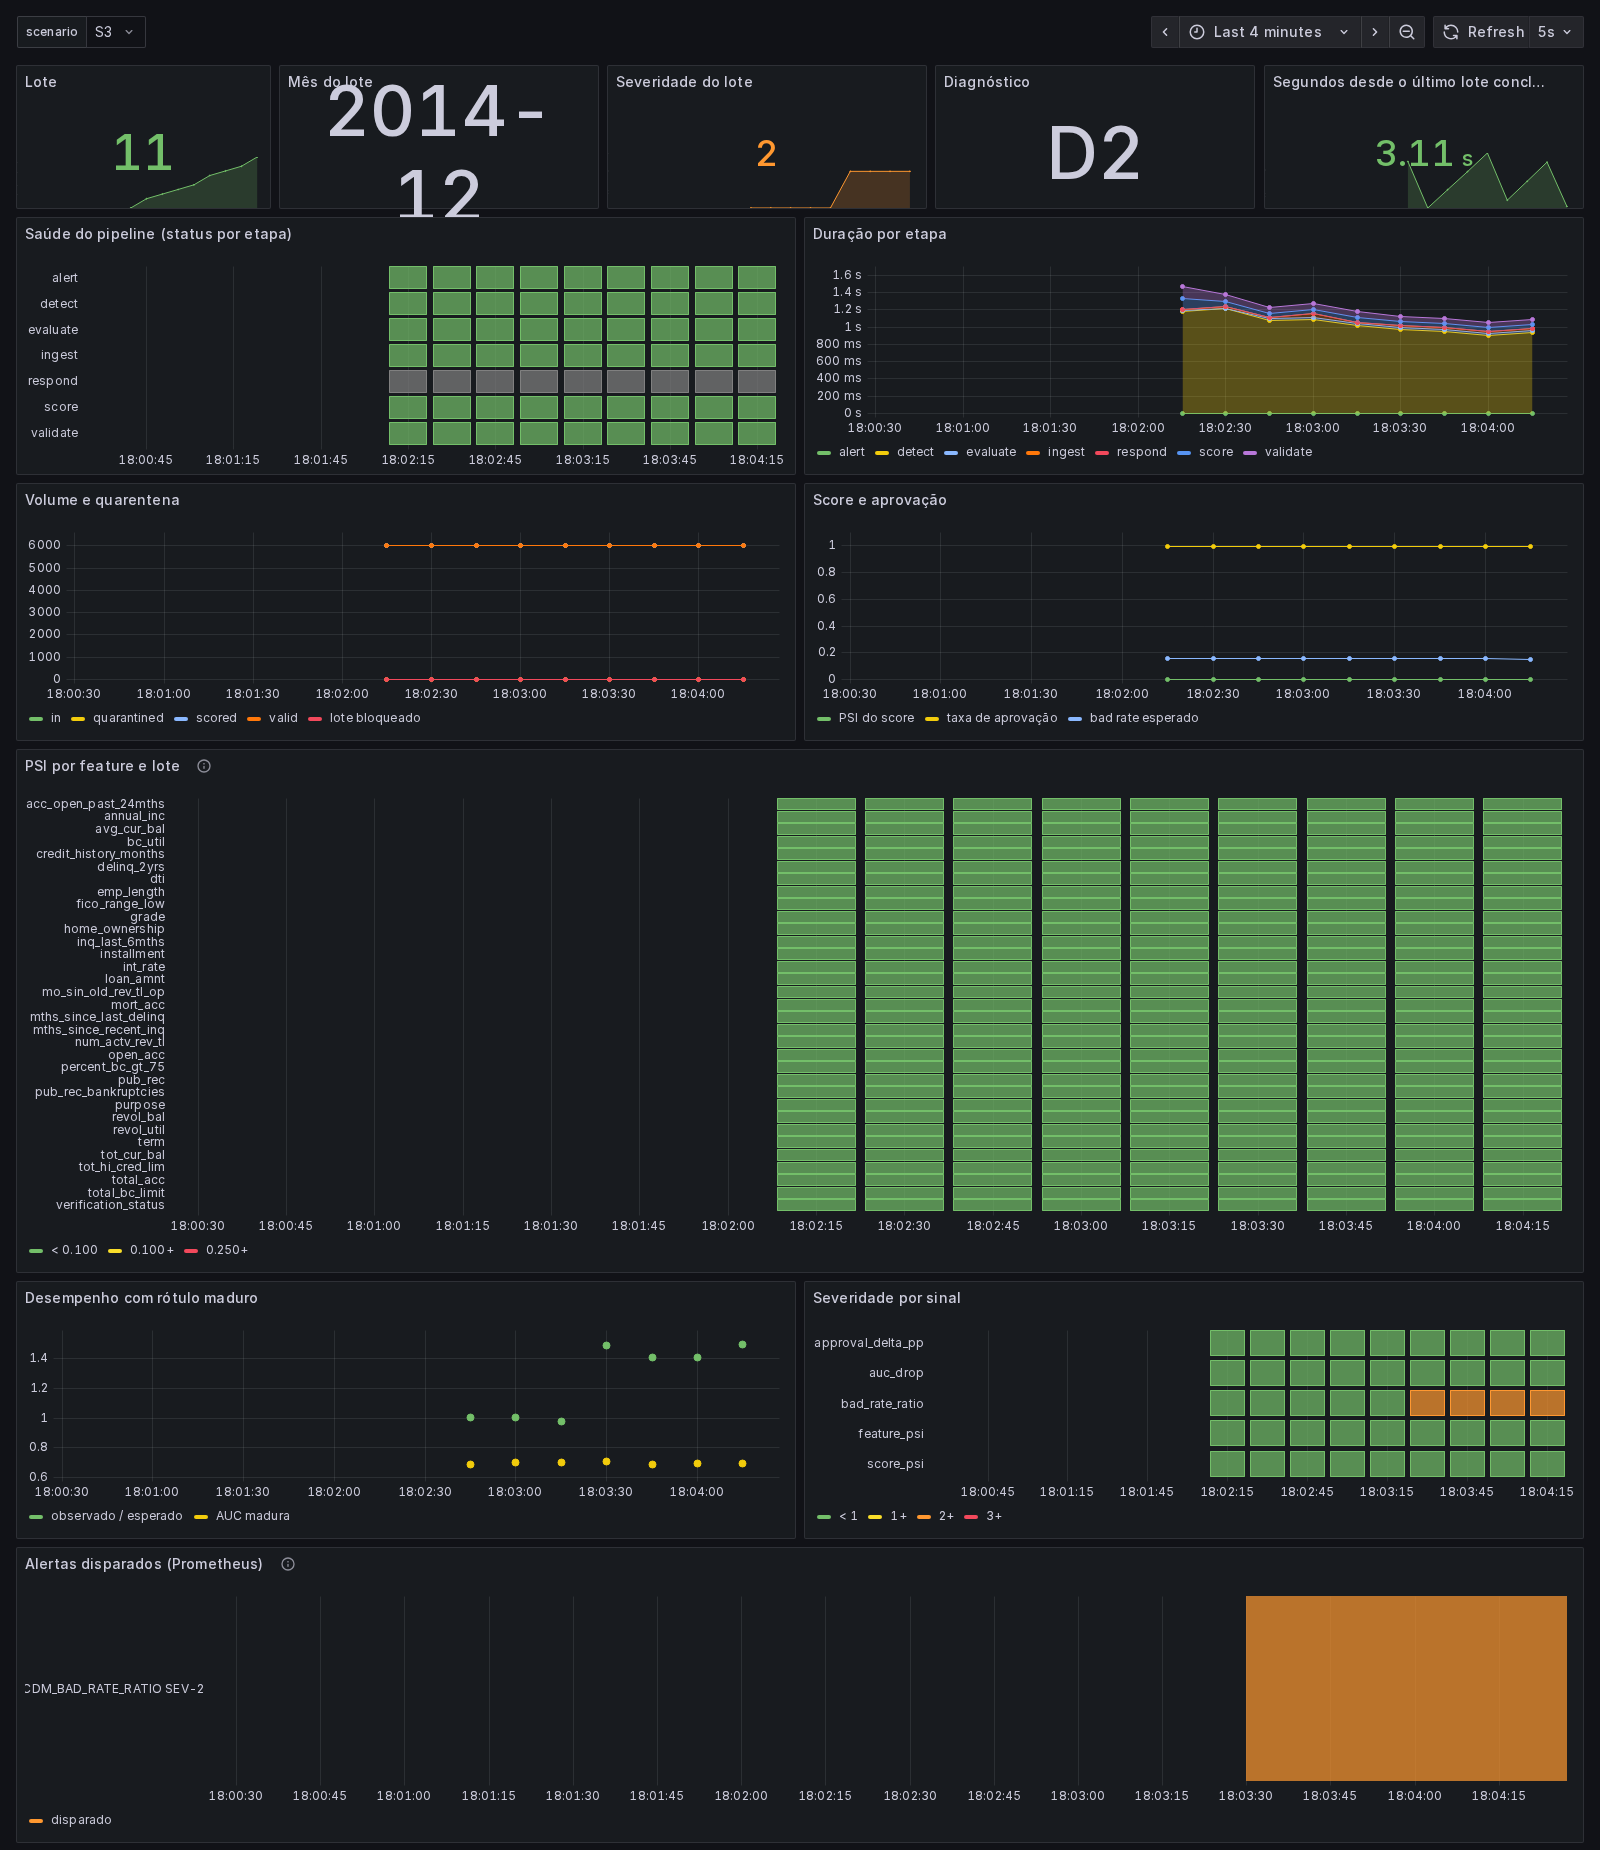 scenario S3 Last 4 minutes Refresh 5s
Lote
11
Mês do lote
2014-
12
Severidade do lote
2
Diagnóstico
D2
Segundos desde o último lote concl...
3.11 s
Saúde do pipeline (status por etapa)
alert
detect
evaluate
ingest
respond
score
validate
18:00:45 18:01:15 18:01:45 18:02:15 18:02:45 18:03:15 18:03:45 18:04:15
Duração por etapa
1.6 s
1.4 s
1.2 s
1 s
800 ms
600 ms
400 ms
200 ms
0 s
18:00:30 18:01:00 18:01:30 18:02:00 18:02:30 18:03:00 18:03:30 18:04:00
alert detect evaluate ingest respond score validate
Volume e quarentena
6000
5000
4000
3000
2000
1000
0
18:00:30 18:01:00 18:01:30 18:02:00 18:02:30 18:03:00 18:03:30 18:04:00
in quarantined scored valid lote bloqueado
Score e aprovação
1
0.8
0.6
0.4
0.2
0
18:00:30 18:01:00 18:01:30 18:02:00 18:02:30 18:03:00 18:03:30 18:04:00
PSI do score taxa de aprovação bad rate esperado
PSI por feature e lote
acc_open_past_24mths
annual_inc
avg_cur_bal
bc_util
credit_history_months
delinq_2yrs
dti
emp_length
fico_range_low
grade
home_ownership
inq_last_6mths
installment
int_rate
loan_amnt
mo_sin_old_rev_tl_op
mort_acc
mths_since_last_delinq
mths_since_recent_inq
num_actv_rev_tl
open_acc
percent_bc_gt_75
pub_rec
pub_rec_bankruptcies
purpose
revol_bal
revol_util
term
tot_cur_bal
tot_hi_cred_lim
total_acc
total_bc_limit
verification_status
18:00:30 18:00:45 18:01:00 18:01:15 18:01:30 18:01:45 18:02:00 18:02:15 18:02:30 18:02:45 18:03:00 18:03:15 18:03:30 18:03:45 18:04:00 18:04:15
< 0.100 0.100+ 0.250+
Desempenho com rótulo maduro
1.4
1.2
1
0.8
0.6
18:00:30 18:01:00 18:01:30 18:02:00 18:02:30 18:03:00 18:03:30 18:04:00
observado / esperado AUC madura
Severidade por sinal
approval_delta_pp
auc_drop
bad_rate_ratio
feature_psi
score_psi
18:00:45 18:01:15 18:01:45 18:02:15 18:02:45 18:03:15 18:03:45 18:04:15
< 1 1+ 2+ 3+
Alertas disparados (Prometheus)
CDM_BAD_RATE_RATIO SEV-2
18:00:30 18:00:45 18:01:00 18:01:15 18:01:30 18:01:45 18:02:00 18:02:15 18:02:30 18:02:45 18:03:00 18:03:15 18:03:30 18:03:45 18:04:00 18:04:15
disparado